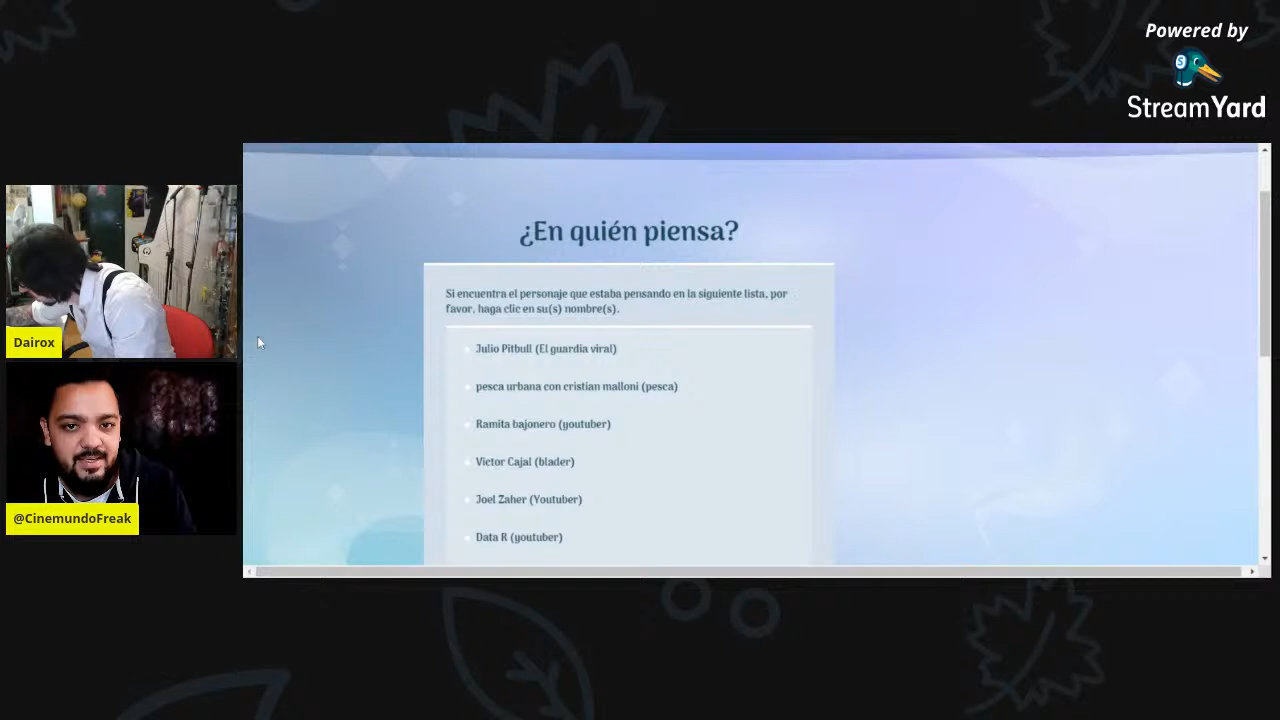 Powered by
StreamYard
¿En quién piensa?
Si encuentra el personaje que estaba pensando en la siguiente lista, por
favor, haga clic en su(s) nombre(s).
Julio Pitbull (El guardia viral)
pesca urbana con cristian malloni (pesca)
Ramita bajonero (youtuber)
Victor Cajal (blader)
Joel Zaher (Youtuber)
Data R (youtuber)
Dairox
@CinemundoFreak